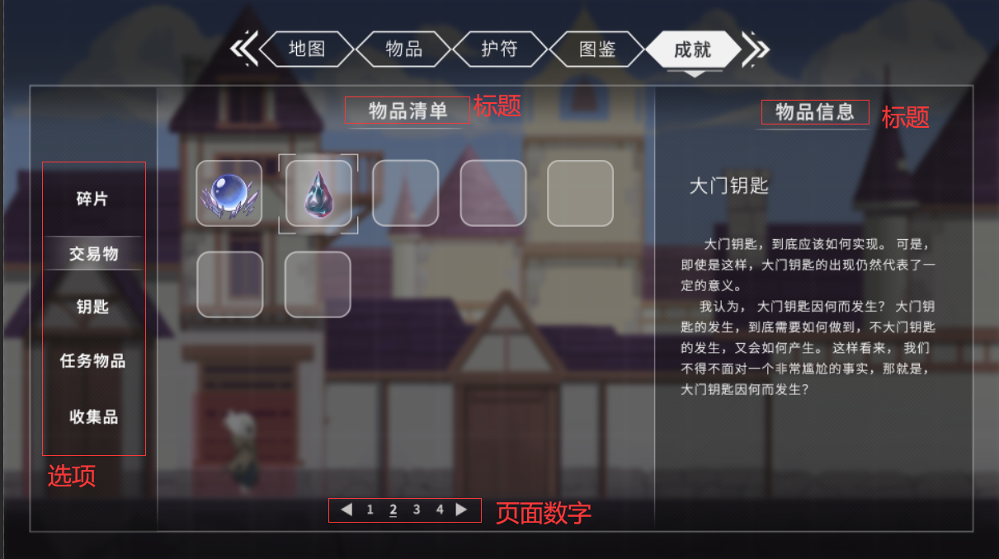 地图
物品
护符
图鉴
成就
物品清单
标题
物品信息
标题
碎片
交易物
钥匙
任务物品
收集品
选项
大门钥匙
大门钥匙，到底应该如何实现。 可是，
即使是这样，大门钥匙的出现仍然代表了一
定的意义。
我认为， 大门钥匙因何而发生？ 大门钥
匙的发生，到底需要如何做到，不大门钥匙
的发生，又会如何产生。 这样看来， 我们
不得不面对一个非常尴尬的事实，那就是，
大门钥匙因何而发生？
1 2 3 4
页面数字